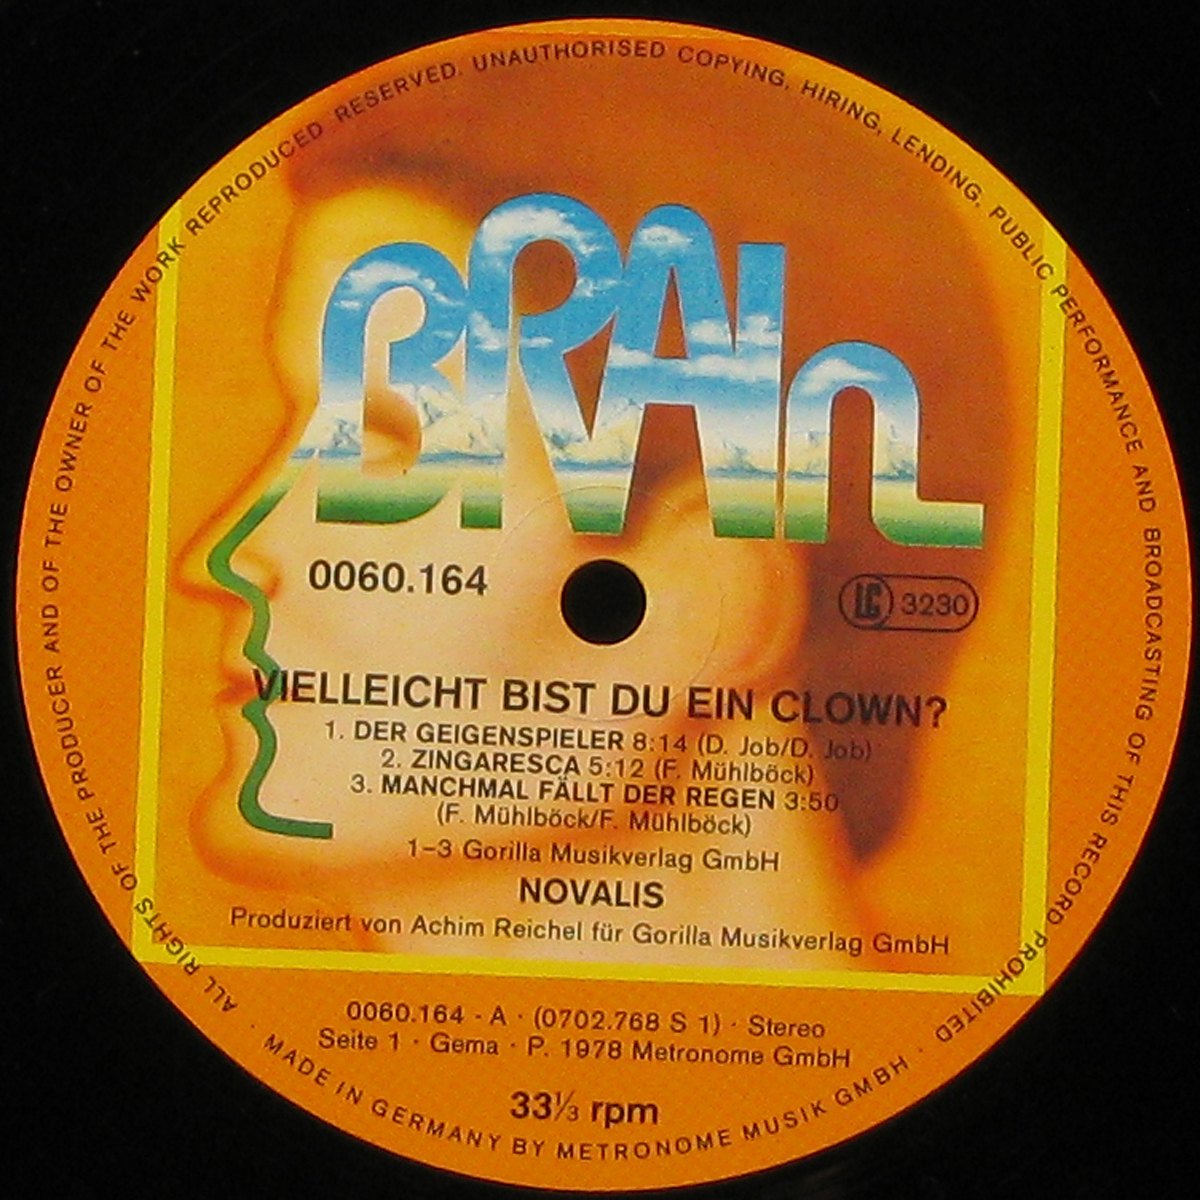 BRAIN
0060.164
LC 3230
VIELLEICHT BIST DU EIN CLOWN?
1. DER GEIGENSPIELER 8:14 (D. Job/D. Job)
2. ZINGARESCA 5:12 (F. Mühlböck)
3. MANCHMAL FÄLLT DER REGEN 3:50
(F. Mühlböck/F. Mühlböck)
1–3 Gorilla Musikverlag GmbH
NOVALIS
Produziert von Achim Reichel für Gorilla Musikverlag GmbH
0060.164 - A · (0702.768 S 1) · Stereo
Seite 1 · Gema · P. 1978 Metronome GmbH
33⅓ rpm
ALL RIGHTS OF THE PRODUCER AND OF THE OWNER OF THE WORK REPRODUCED RESERVED. UNAUTHORISED COPYING, HIRING, LENDING, PUBLIC PERFORMANCE AND BROADCASTING OF THIS RECORD PROHIBITED · MADE IN GERMANY BY METRONOME MUSIK GMBH ·